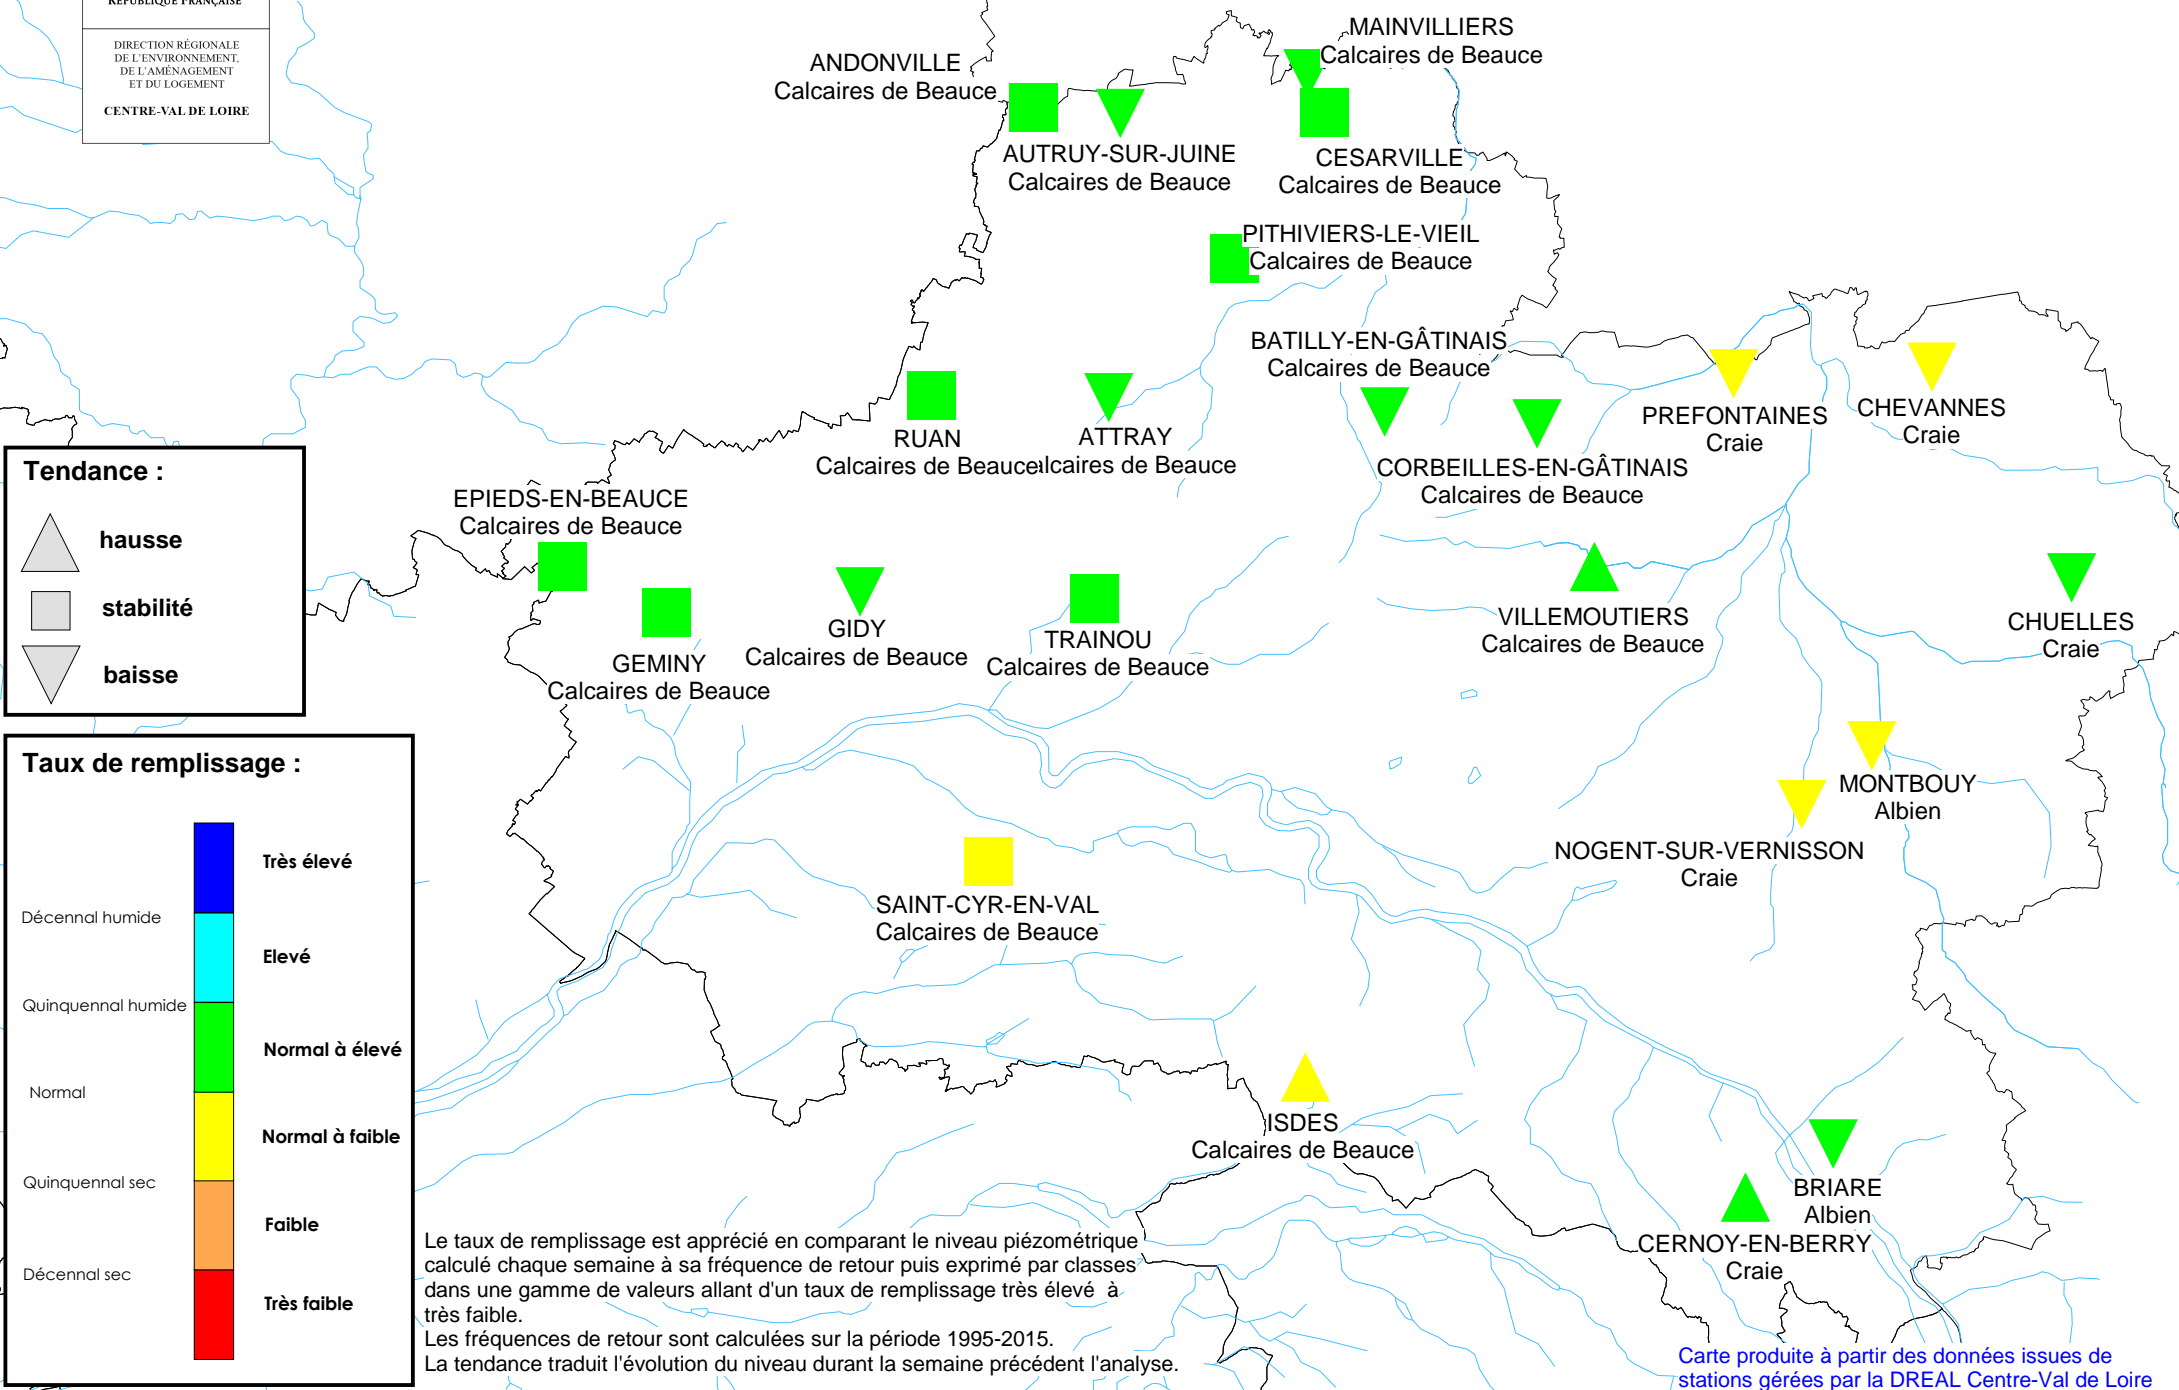 RÉPUBLIQUE FRANÇAISE
DIRECTION RÉGIONALE
DE L'ENVIRONNEMENT,
DE L'AMÉNAGEMENT
ET DU LOGEMENT
CENTRE-VAL DE LOIRE
MAINVILLIERS
Calcaires de Beauce
ANDONVILLE
Calcaires de Beauce
AUTRUY-SUR-JUINE
Calcaires de Beauce
CESARVILLE
Calcaires de Beauce
PITHIVIERS-LE-VIEIL
Calcaires de Beauce
BATILLY-EN-GÂTINAIS
Calcaires de Beauce
PREFONTAINES
Craie
CHEVANNES
Craie
RUAN
Calcaires de Beauce
ATTRAY
lcaires de Beauce
CORBEILLES-EN-GÂTINAIS
Calcaires de Beauce
EPIEDS-EN-BEAUCE
Calcaires de Beauce
GEMINY
Calcaires de Beauce
GIDY
Calcaires de Beauce
TRAINOU
Calcaires de Beauce
VILLEMOUTIERS
Calcaires de Beauce
CHUELLES
Craie
MONTBOUY
Albien
NOGENT-SUR-VERNISSON
Craie
SAINT-CYR-EN-VAL
Calcaires de Beauce
ISDES
Calcaires de Beauce
BRIARE
Albien
CERNOY-EN-BERRY
Craie
Tendance :
hausse
stabilité
baisse
Taux de remplissage :
Très élevé
Décennal humide
Elevé
Quinquennal humide
Normal à élevé
Normal
Normal à faible
Quinquennal sec
Faible
Décennal sec
Très faible
Le taux de remplissage est apprécié en comparant le niveau piézométrique
calculé chaque semaine à sa fréquence de retour puis exprimé par classes
dans une gamme de valeurs allant d'un taux de remplissage très élevé à
très faible.
Les fréquences de retour sont calculées sur la période 1995-2015.
La tendance traduit l'évolution du niveau durant la semaine précédent l'analyse.
Carte produite à partir des données issues de
stations gérées par la DREAL Centre-Val de Loire